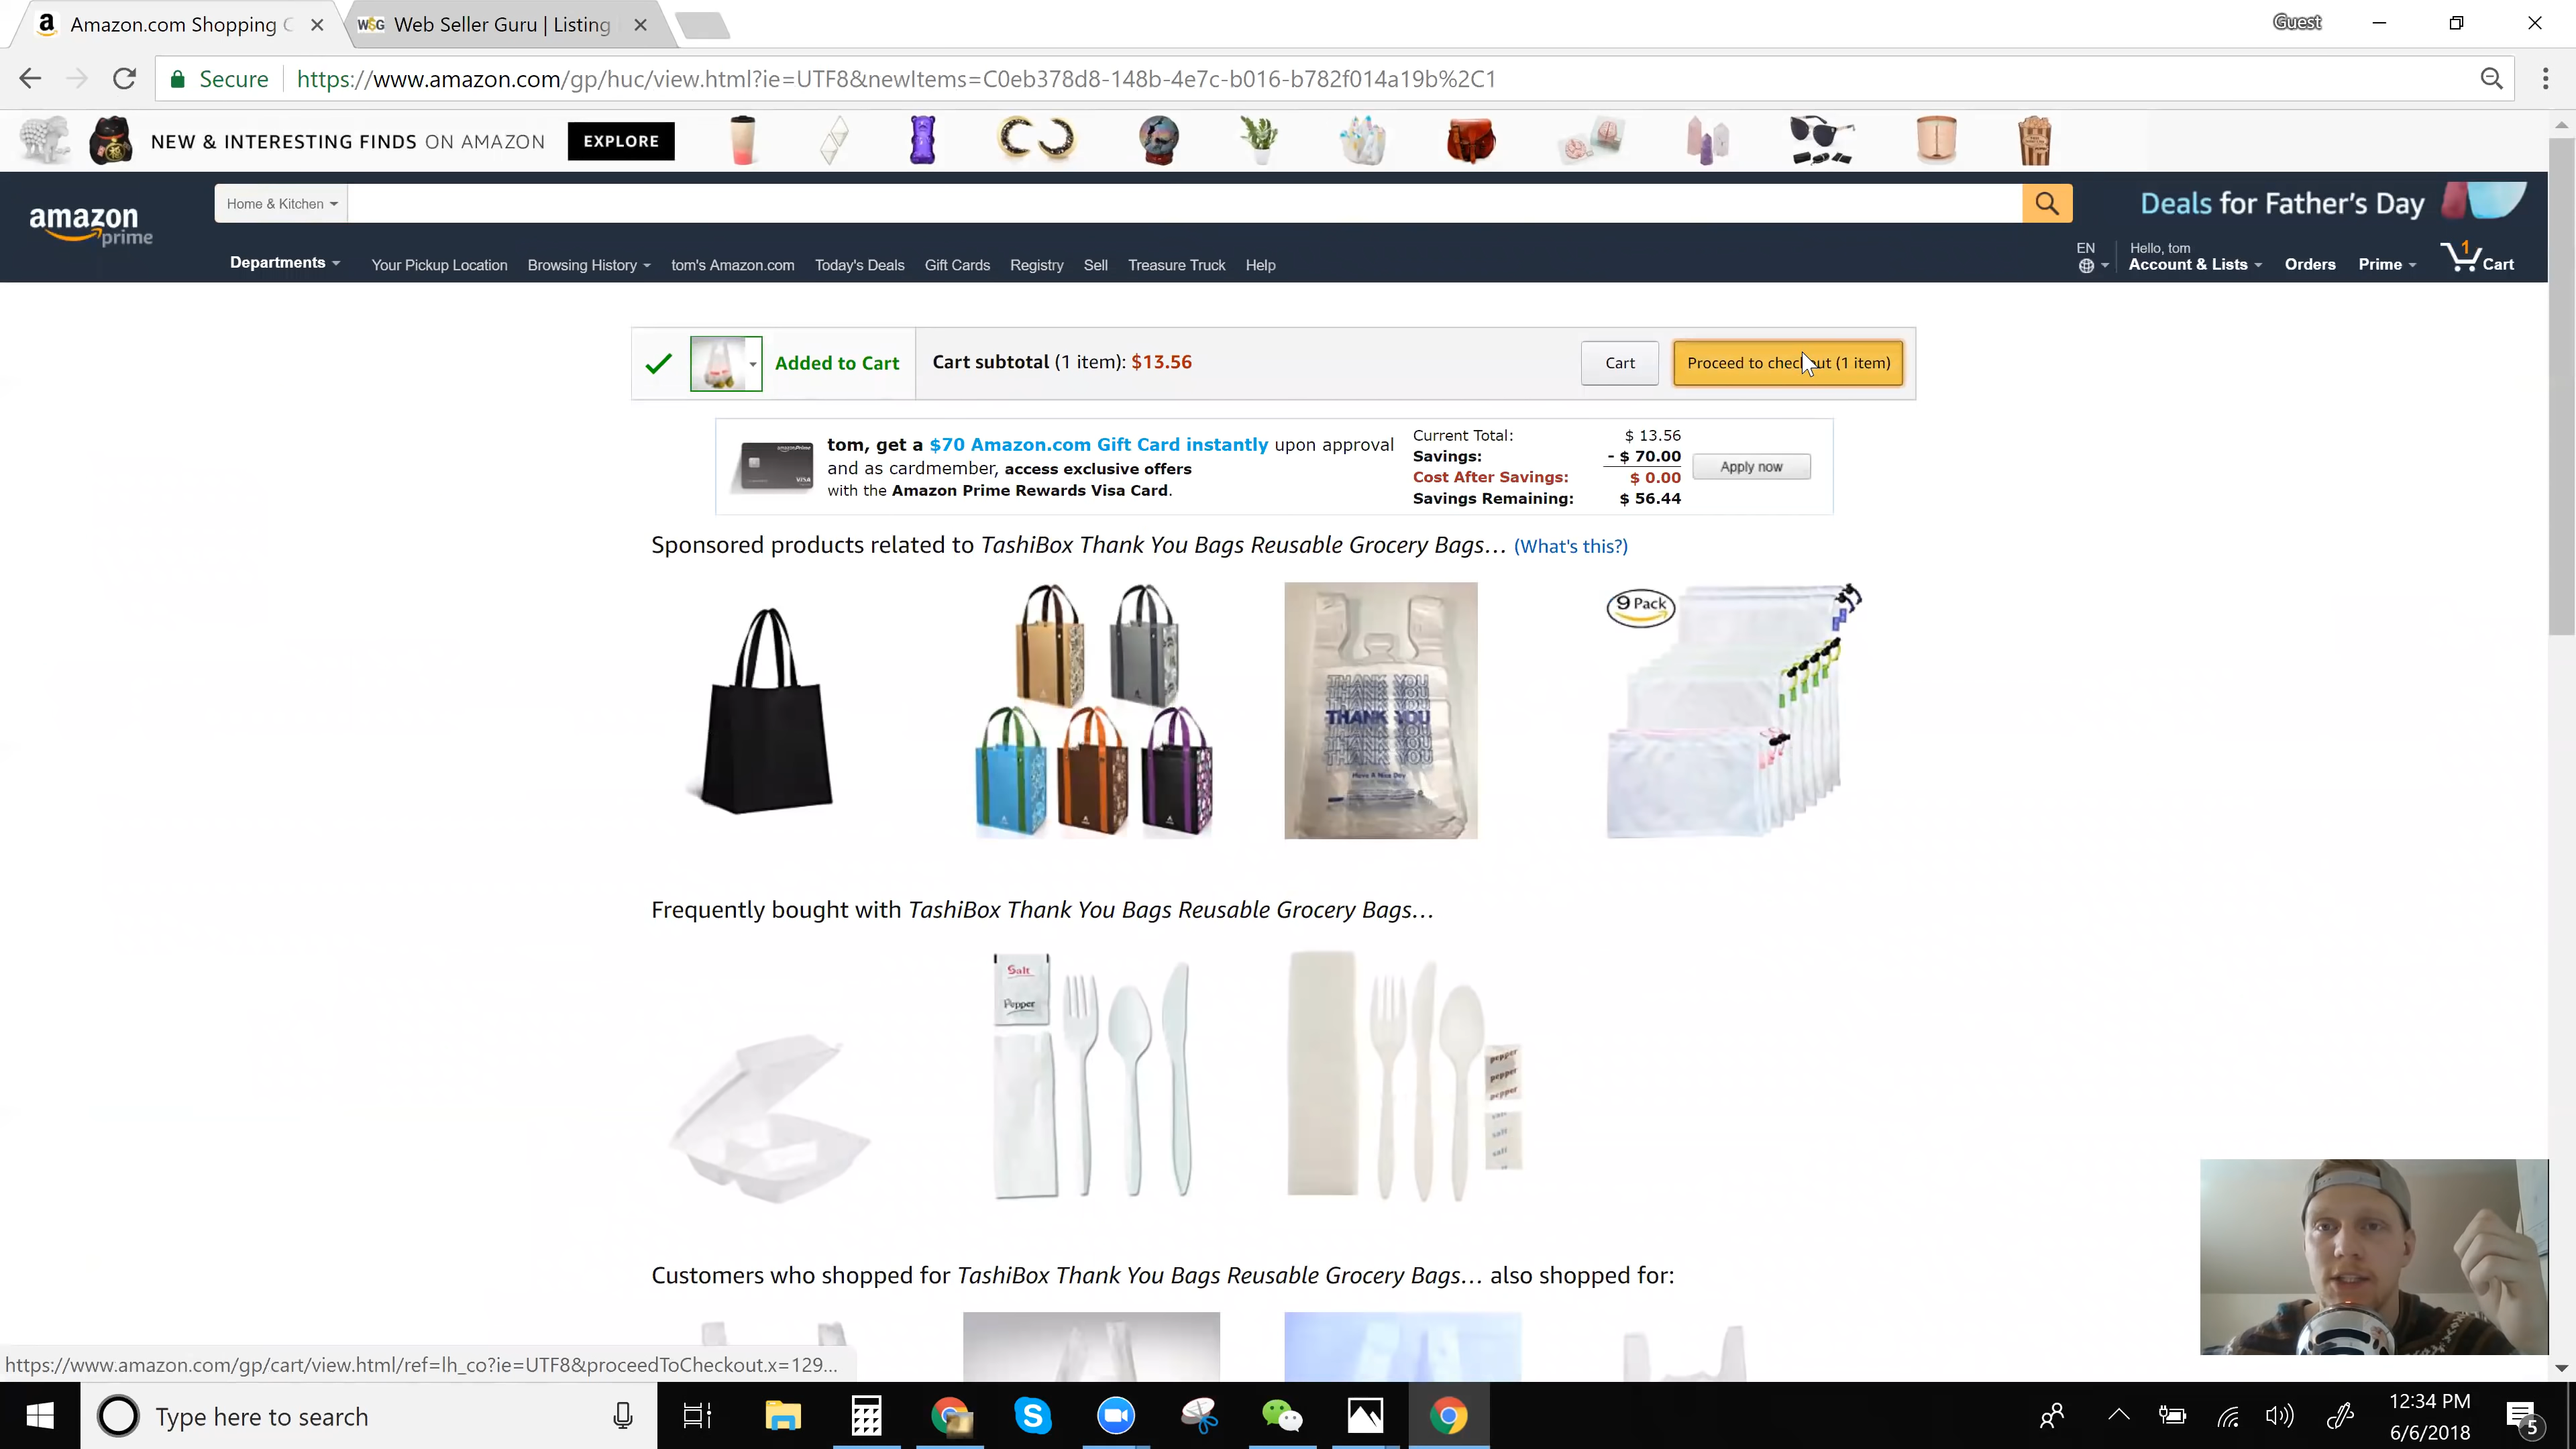 Amazon.com Shopping C
W$G Web Seller Guru | Listing
Guest
Secure https://www.amazon.com/gp/huc/view.html?ie=UTF8&newItems=C0eb378d8-148b-4e7c-b016-b782f014a19b%2C1
NEW & INTERESTING FINDS ON AMAZON EXPLORE
amazon prime
Home & Kitchen
Deals for Father's Day
Departments Your Pickup Location Browsing History tom's Amazon.com Today's Deals Gift Cards Registry Sell Treasure Truck Help
EN
Hello, tom
Account & Lists Orders Prime 1 Cart
Added to Cart
Cart subtotal (1 item): $13.56
Cart
Proceed to checkout (1 item)
tom, get a $70 Amazon.com Gift Card instantly upon approval
and as cardmember, access exclusive offers
with the Amazon Prime Rewards Visa Card.
VISA
Current Total: $ 13.56
Savings: - $ 70.00
Cost After Savings: $ 0.00
Savings Remaining: $ 56.44
Apply now
Sponsored products related to TashiBox Thank You Bags Reusable Grocery Bags... (What's this?)
THANK YOU
THANK YOU
THANK YOU
THANK YOU
THANK YOU
THANK YOU
THANK YOU
Have A Nice Day
9 Pack
Frequently bought with TashiBox Thank You Bags Reusable Grocery Bags...
Salt
Pepper
pepper
pepper
pepper
salt
salt
Customers who shopped for TashiBox Thank You Bags Reusable Grocery Bags... also shopped for:
https://www.amazon.com/gp/cart/view.html/ref=lh_co?ie=UTF8&proceedToCheckout.x=129...
Type here to search
12:34 PM
6/6/2018
5